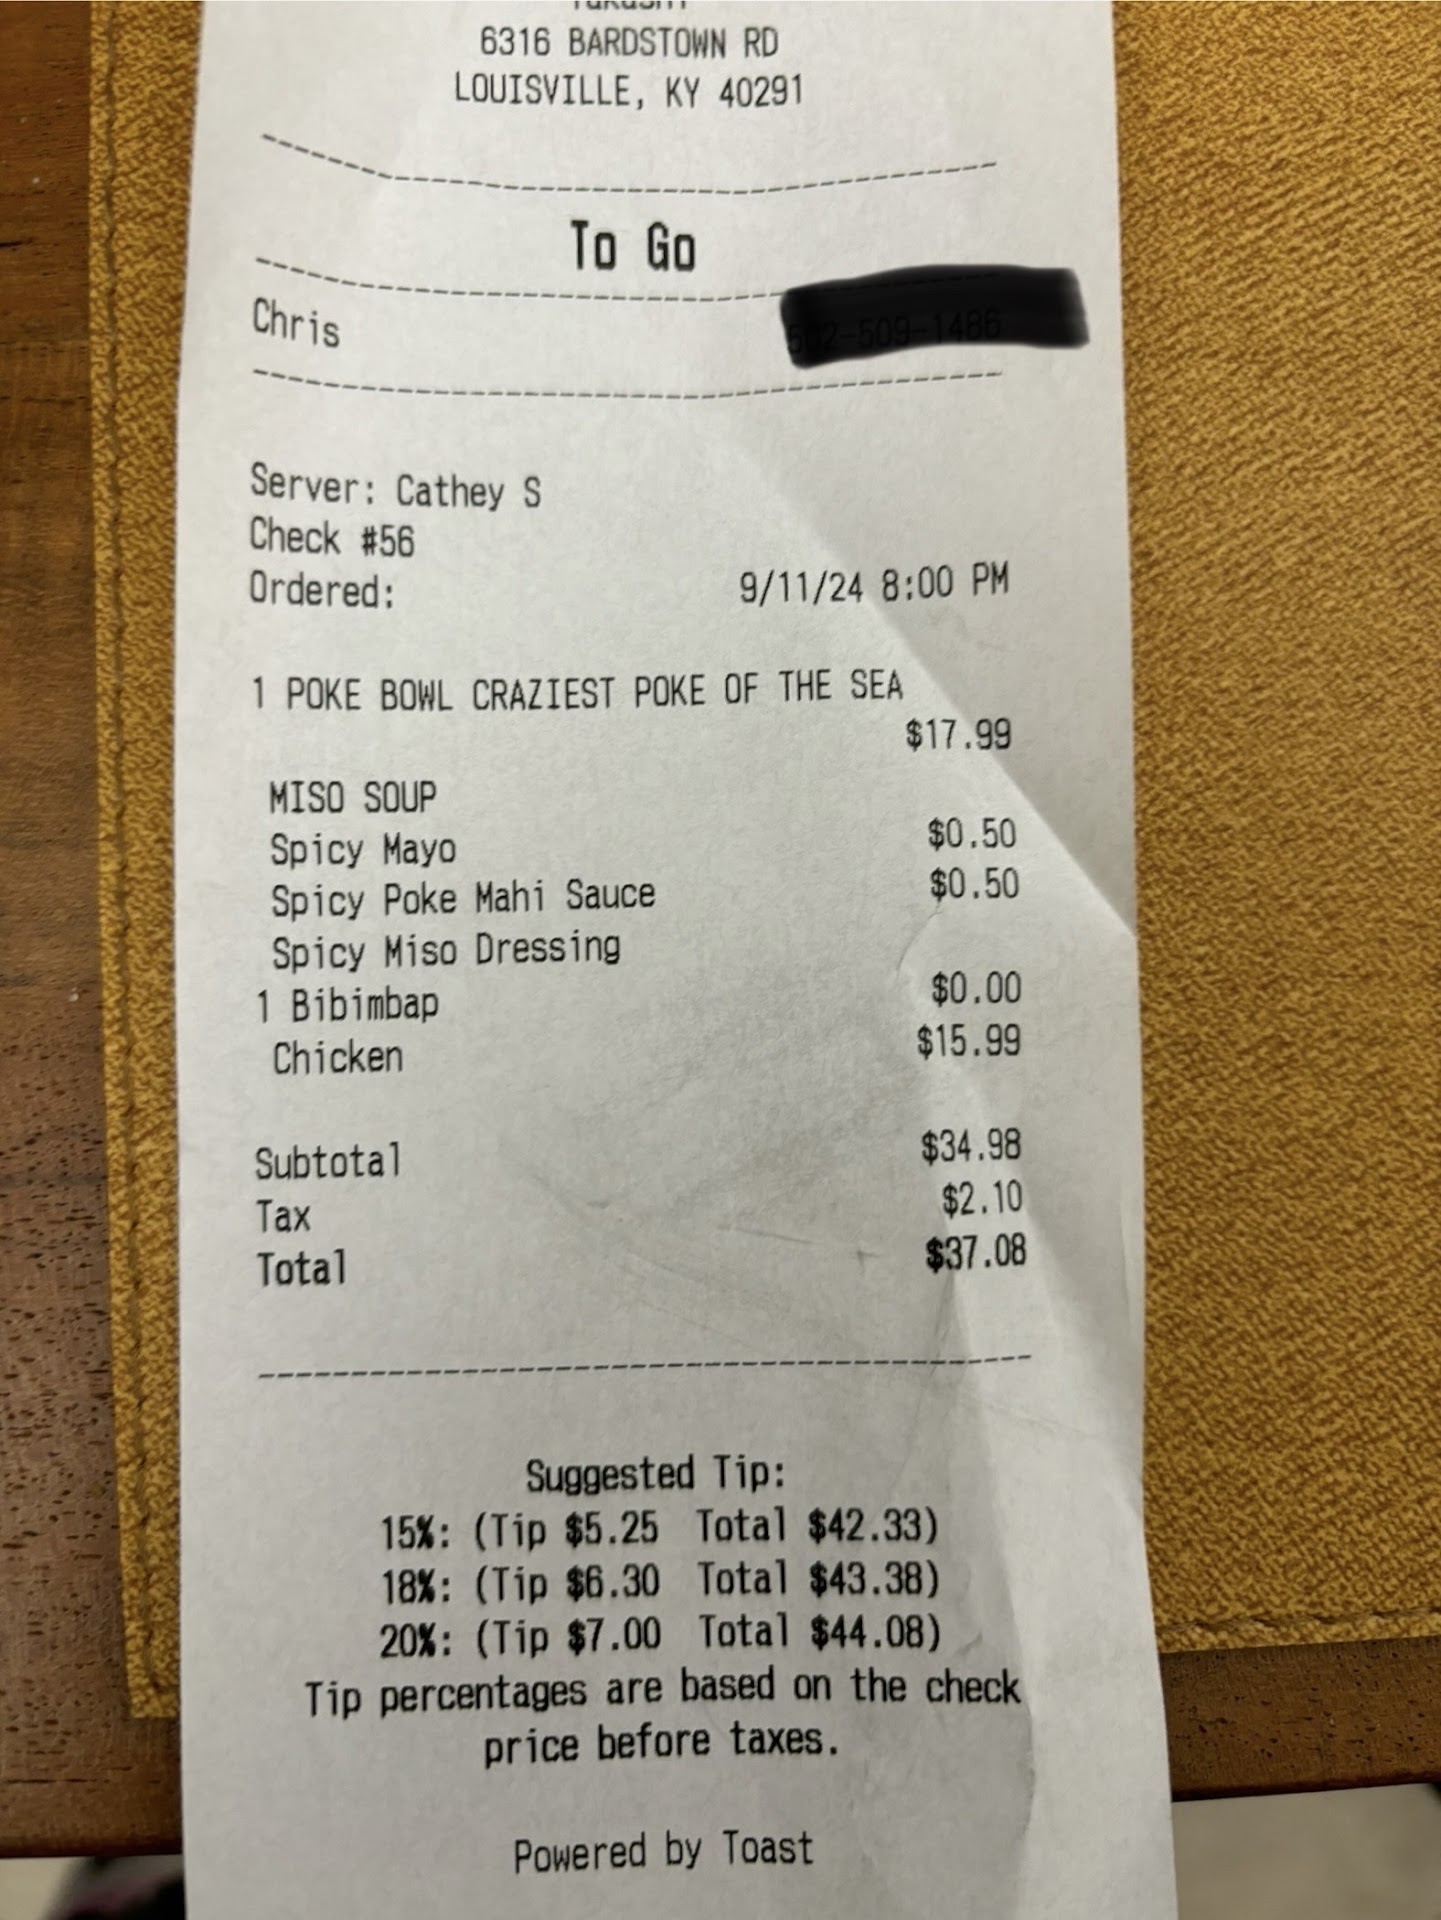 6316 BARDSTOWN RD
LOUISVILLE, KY 40291
To Go
Chris
Server: Cathey S
Check #56
Ordered: 9/11/24 8:00 PM
1 POKE BOWL CRAZIEST POKE OF THE SEA
$17.99
MISO SOUP
Spicy Mayo $0.50
Spicy Poke Mahi Sauce $0.50
Spicy Miso Dressing
1 Bibimbap $0.00
Chicken $15.99
Subtotal $34.98
Tax $2.10
Total $37.08
Suggested Tip:
15%: (Tip $5.25 Total $42.33)
18%: (Tip $6.30 Total $43.38)
20%: (Tip $7.00 Total $44.08)
Tip percentages are based on the check
price before taxes.
Powered by Toast